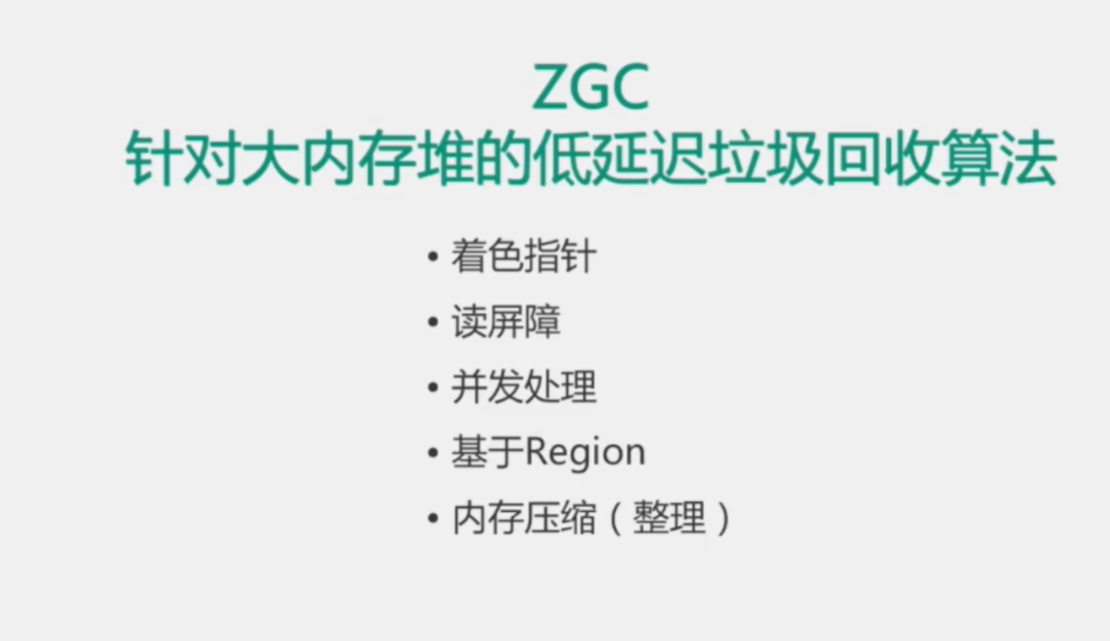 ZGC
针对大内存堆的低延迟垃圾回收算法
• 着色指针
• 读屏障
• 并发处理
• 基于Region
• 内存压缩（整理）